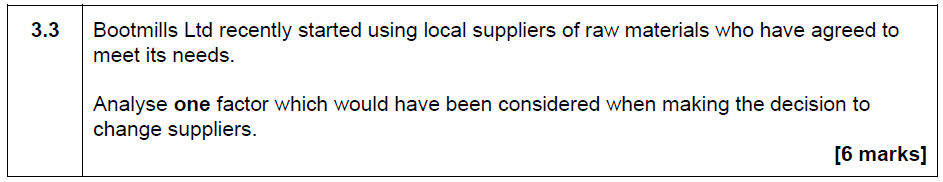 3.3
Bootmills Ltd recently started using local suppliers of raw materials who have agreed to
meet its needs.
Analyse one factor which would have been considered when making the decision to
change suppliers.
[6 marks]